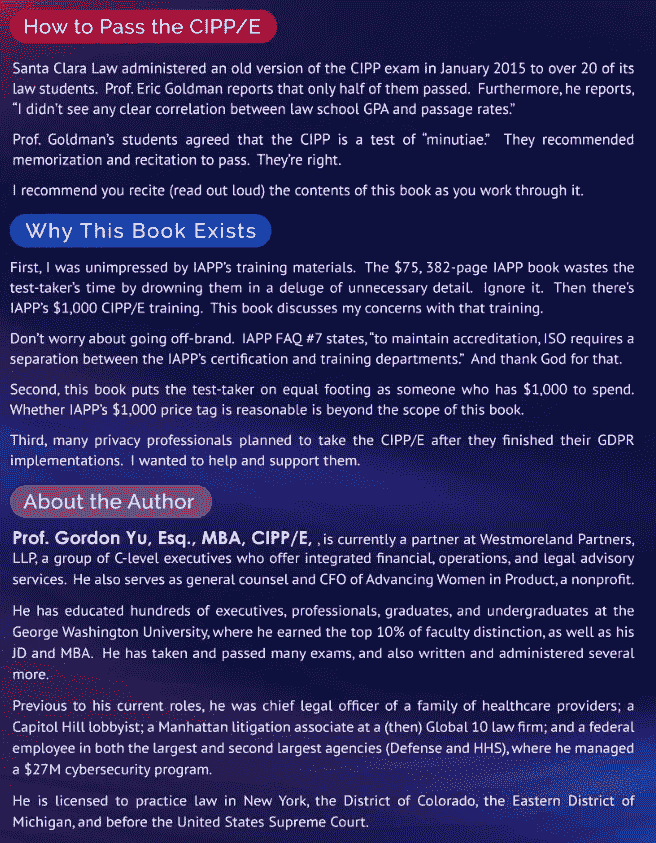 How to Pass the CIPP/E
Santa Clara Law administered an old version of the CIPP exam in January 2015 to over 20 of its
law students. Prof. Eric Goldman reports that only half of them passed. Furthermore, he reports,
“I didn’t see any clear correlation between law school GPA and passage rates.”
Prof. Goldman’s students agreed that the CIPP is a test of “minutiae.” They recommended
memorization and recitation to pass. They’re right.
I recommend you recite (read out loud) the contents of this book as you work through it.
Why This Book Exists
First, I was unimpressed by IAPP’s training materials. The $75, 382-page IAPP book wastes the
test-taker’s time by drowning them in a deluge of unnecessary detail. Ignore it. Then there’s
IAPP’s $1,000 CIPP/E training. This book discusses my concerns with that training.
Don’t worry about going off-brand. IAPP FAQ #7 states, “to maintain accreditation, ISO requires a
separation between the IAPP’s certification and training departments.” And thank God for that.
Second, this book puts the test-taker on equal footing as someone who has $1,000 to spend.
Whether IAPP’s $1,000 price tag is reasonable is beyond the scope of this book.
Third, many privacy professionals planned to take the CIPP/E after they finished their GDPR
implementations. I wanted to help and support them.
About the Author
Prof. Gordon Yu, Esq., MBA, CIPP/E, , is currently a partner at Westmoreland Partners,
LLP, a group of C-level executives who offer integrated financial, operations, and legal advisory
services. He also serves as general counsel and CFO of Advancing Women in Product, a nonprofit.
He has educated hundreds of executives, professionals, graduates, and undergraduates at the
George Washington University, where he earned the top 10% of faculty distinction, as well as his
JD and MBA. He has taken and passed many exams, and also written and administered several
more.
Previous to his current roles, he was chief legal officer of a family of healthcare providers; a
Capitol Hill lobbyist; a Manhattan litigation associate at a (then) Global 10 law firm; and a federal
employee in both the largest and second largest agencies (Defense and HHS), where he managed
a $27M cybersecurity program.
He is licensed to practice law in New York, the District of Colorado, the Eastern District of
Michigan, and before the United States Supreme Court.